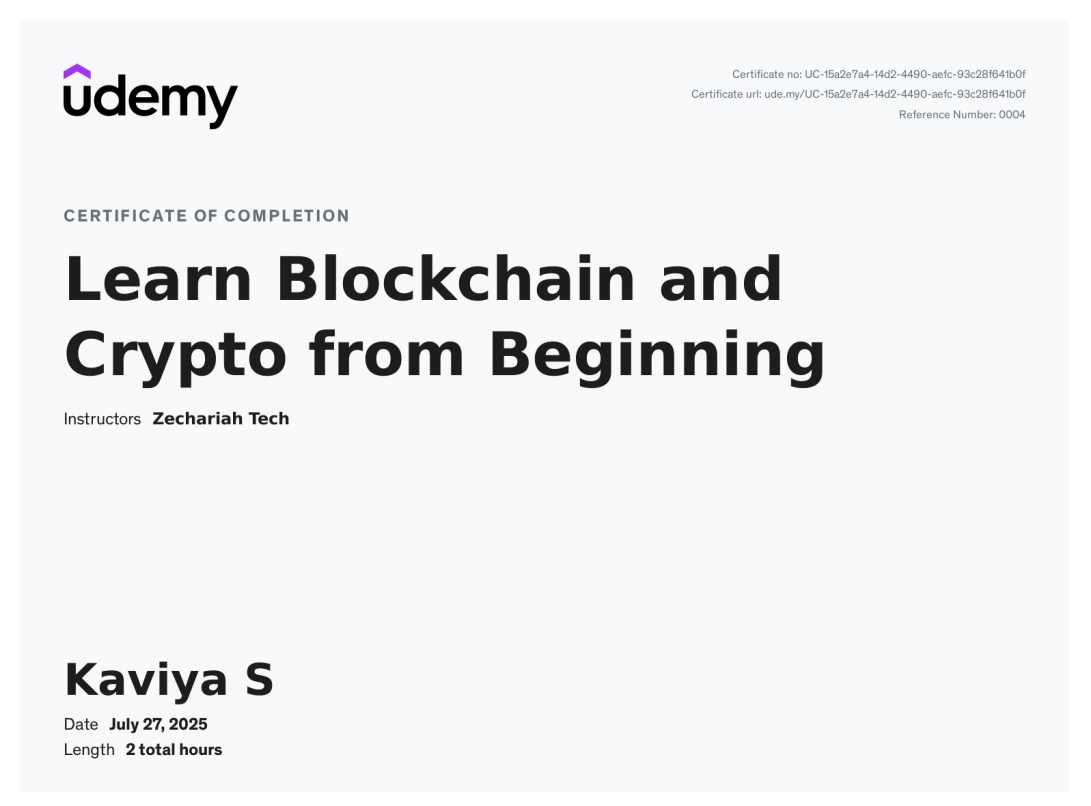 udemy
Certificate no: UC-15a2e7a4-14d2-4490-aefc-93c28f641b0f
Certificate url: ude.my/UC-15a2e7a4-14d2-4490-aefc-93c28f641b0f
Reference Number: 0004
CERTIFICATE OF COMPLETION
Learn Blockchain and
Crypto from Beginning
Instructors Zechariah Tech
Kaviya S
Date July 27, 2025
Length 2 total hours